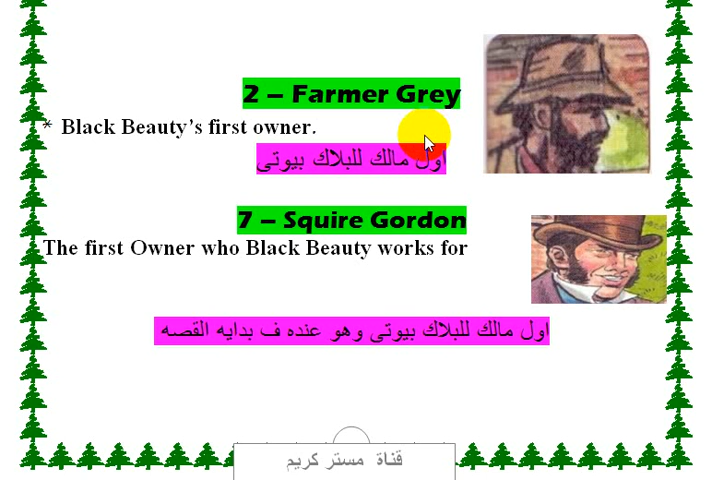 2 – Farmer Grey
* Black Beauty's first owner.
اول مالك للبلاك بيوتى
7 – Squire Gordon
The first Owner who Black Beauty works for
اول مالك للبلاك بيوتى وهو عنده ف بدايه القصه
قناة مستر كريم